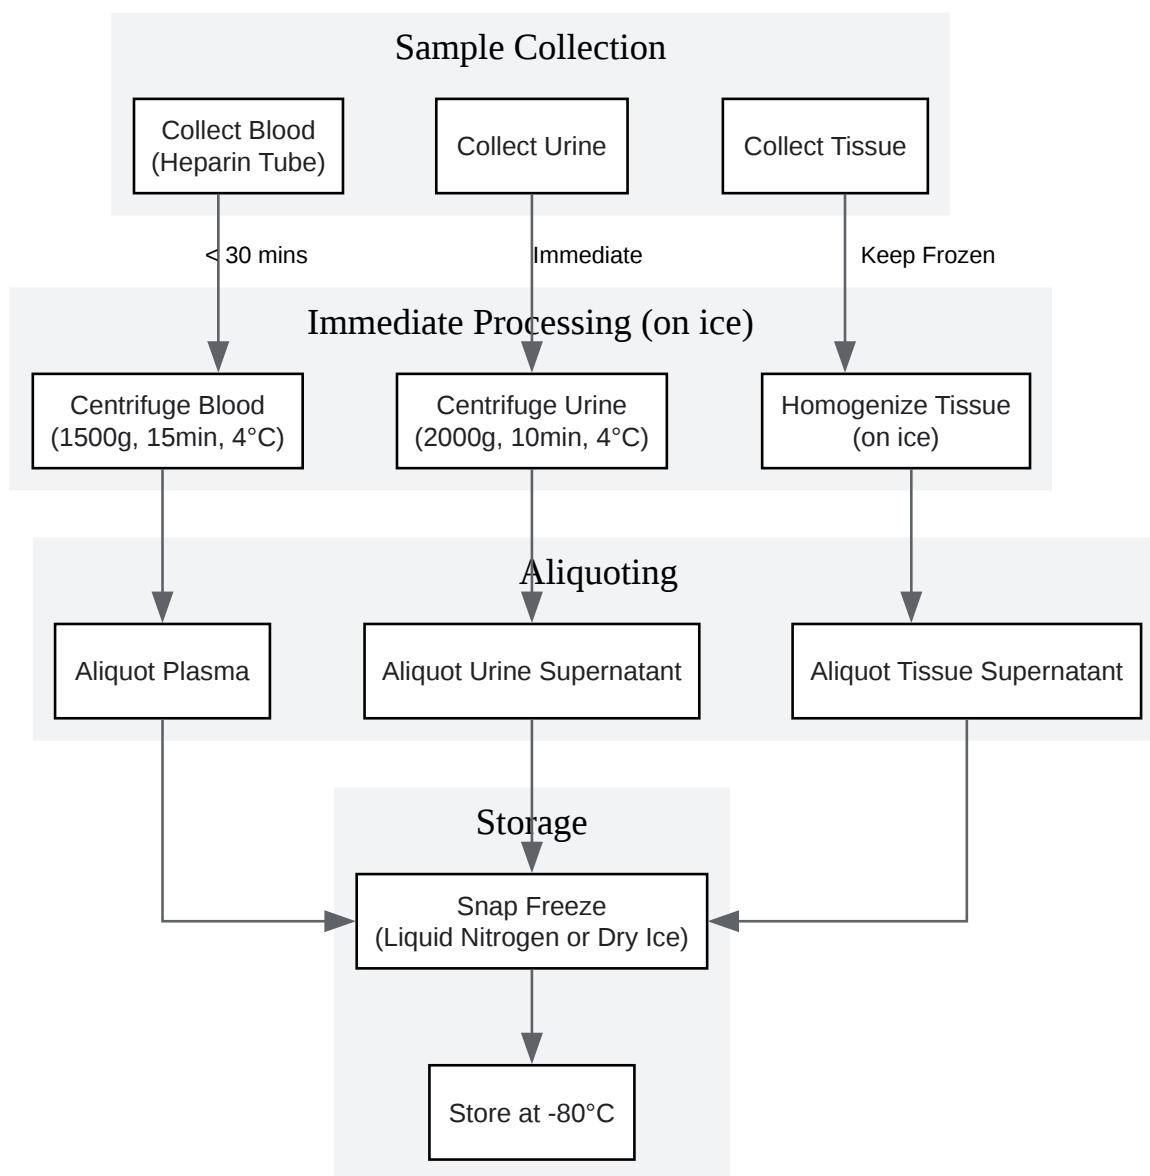 Sample Collection
Collect Blood
(Heparin Tube)
Collect Urine
Collect Tissue
< 30 mins
Immediate
Keep Frozen
Immediate Processing (on ice)
Centrifuge Blood
(1500g, 15min, 4°C)
Centrifuge Urine
(2000g, 10min, 4°C)
Homogenize Tissue
(on ice)
Aliquoting
Aliquot Plasma
Aliquot Urine Supernatant
Aliquot Tissue Supernatant
Storage
Snap Freeze
(Liquid Nitrogen or Dry Ice)
Store at -80°C